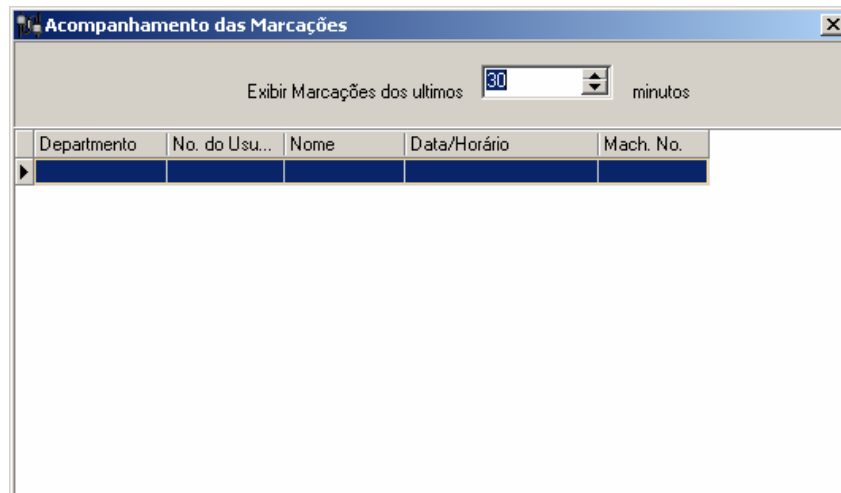 Acompanhamento das Marcações
Exibir Marcações dos ultimos 30 minutos
Departmento No. do Usu... Nome Data/Horário Mach. No.